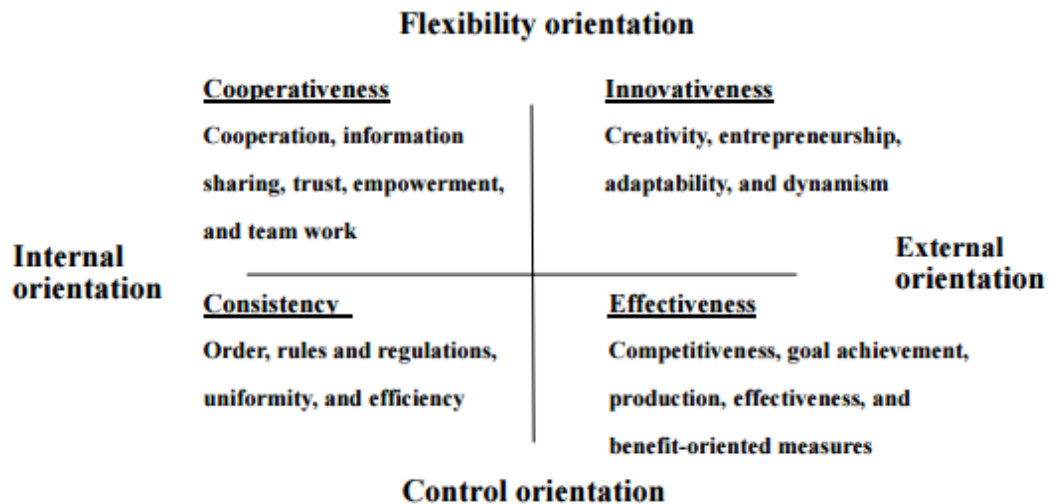 Flexibility orientation
Cooperativeness
Cooperation, information
sharing, trust, empowerment,
and team work
Innovativeness
Creativity, entrepreneurship,
adaptability, and dynamism
Internal
orientation
External
orientation
Consistency
Order, rules and regulations,
uniformity, and efficiency
Effectiveness
Competitiveness, goal achievement,
production, effectiveness, and
benefit-oriented measures
Control orientation